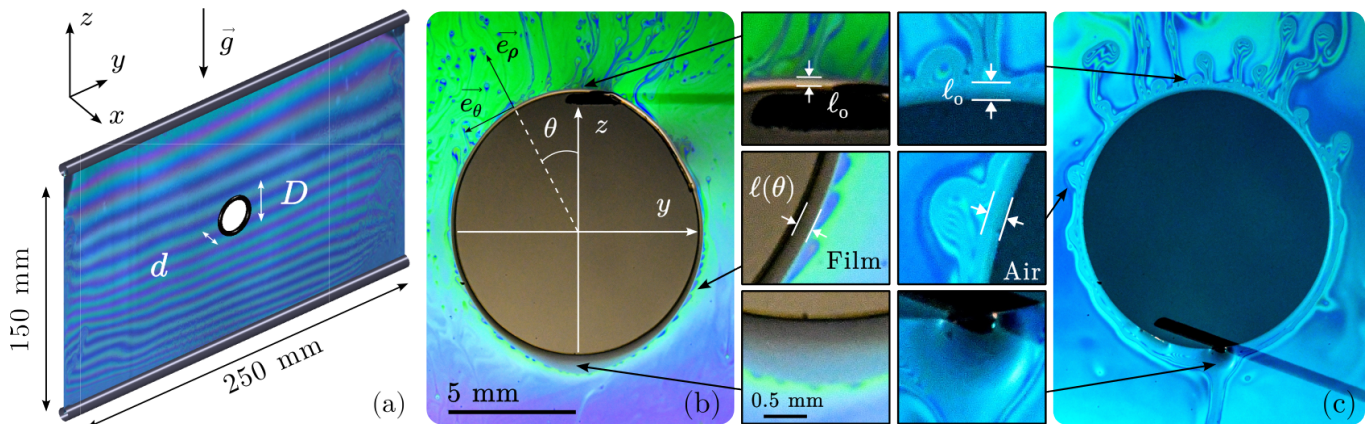 z
y
x
g
D
d
150 mm
250 mm
(a)
e_ρ
e_θ
θ
z
y
5 mm
(b)
ℓ_o
ℓ(θ)
Film
0.5 mm
ℓ_o
Air
(c)